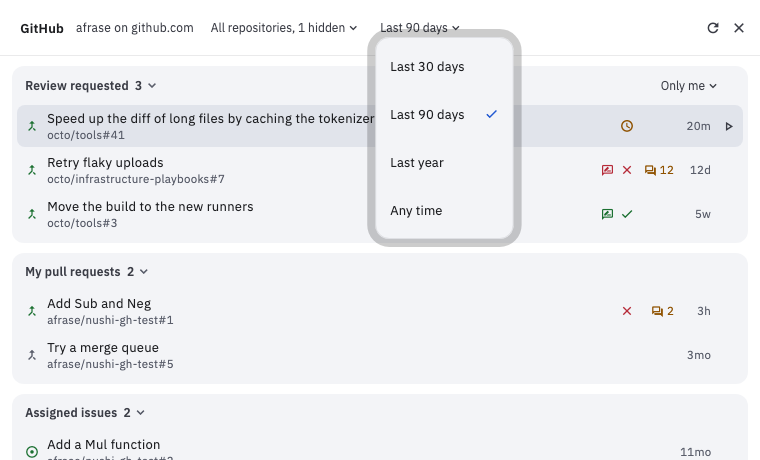 GitHub afrase on github.com All repositories, 1 hidden Last 90 days
Last 30 days
Last 90 days
Last year
Any time
Review requested 3 Only me
Speed up the diff of long files by caching the tokenizer 20m
octo/tools#41
Retry flaky uploads 12 12d
octo/infrastructure-playbooks#7
Move the build to the new runners 5w
octo/tools#3
My pull requests 2
Add Sub and Neg 2 3h
afrase/nushi-gh-test#1
Try a merge queue 3mo
afrase/nushi-gh-test#5
Assigned issues 2
Add a Mul function 11mo